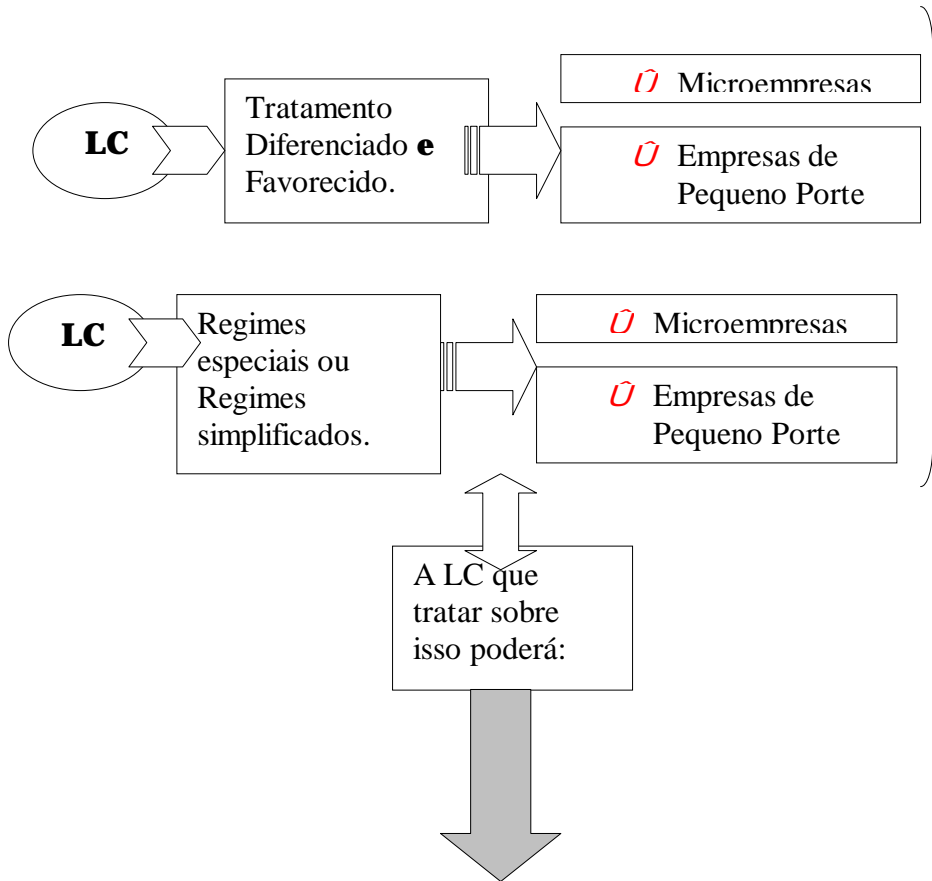 LC
Tratamento
Diferenciado e
Favorecido.
Û Microempresas
Û Empresas de
Pequeno Porte
LC
Regimes
especiais ou
Regimes
simplificados.
Û Microempresas
Û Empresas de
Pequeno Porte
A LC que
tratar sobre
isso poderá: